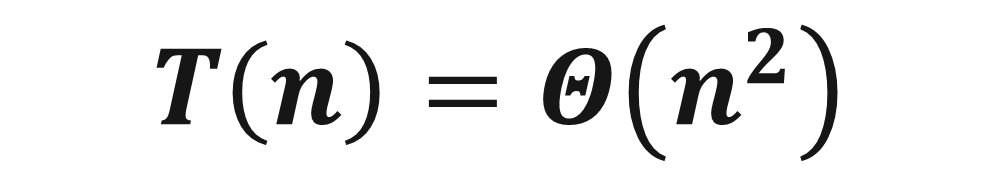 T(n) = Θ(n²)